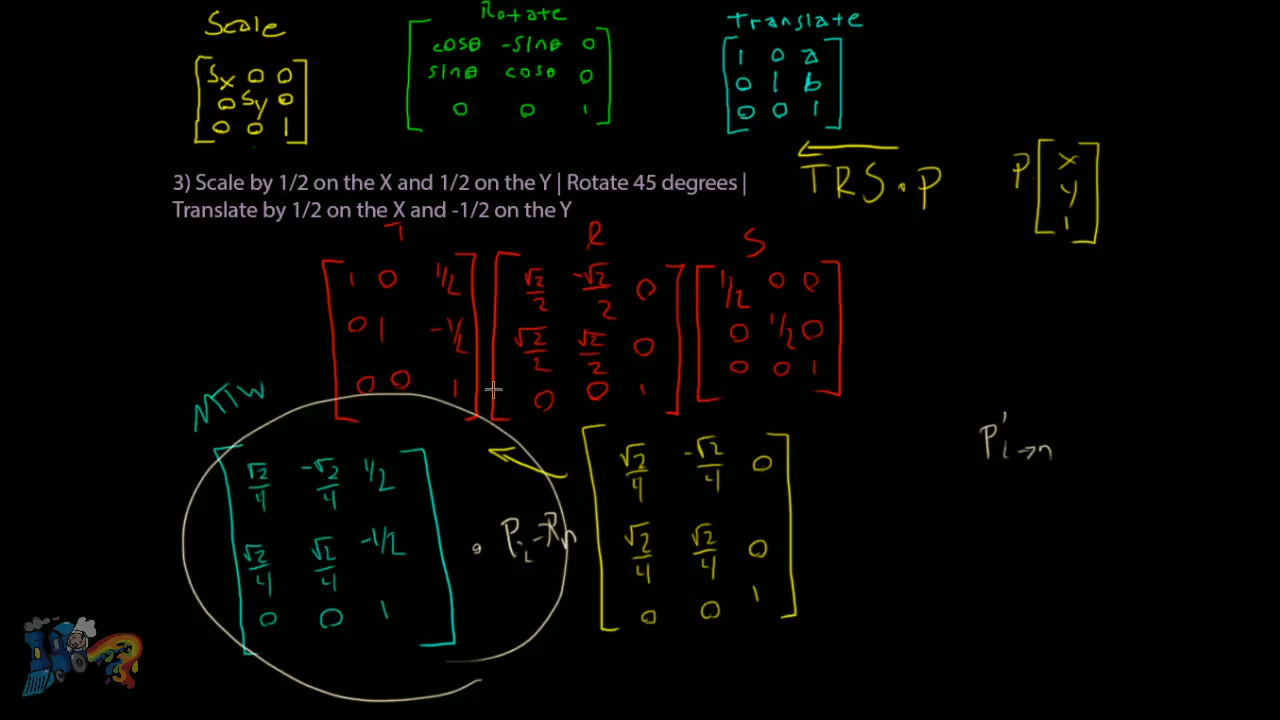 Scale
Rotate
Translate
[Sx 0 0
0 Sy 0
0 0 1]
[cosθ -sinθ 0
sinθ cosθ 0
0 0 1]
[1 0 a
0 1 b
0 0 1]
TRS . P
P [x
y
1]
3) Scale by 1/2 on the X and 1/2 on the Y | Rotate 45 degrees |
Translate by 1/2 on the X and -1/2 on the Y
T R S
[1 0 1/2
0 1 -1/2
0 0 1]
[√2/2 -√2/2 0
√2/2 √2/2 0
0 0 1]
[1/2 0 0
0 1/2 0
0 0 1]
MTW
[√2/4 -√2/4 1/2
√2/4 √2/4 -1/2
0 0 1]
. Pi-Pn
[√2/4 -√2/4 0
√2/4 √2/4 0
0 0 1]
P'i→n